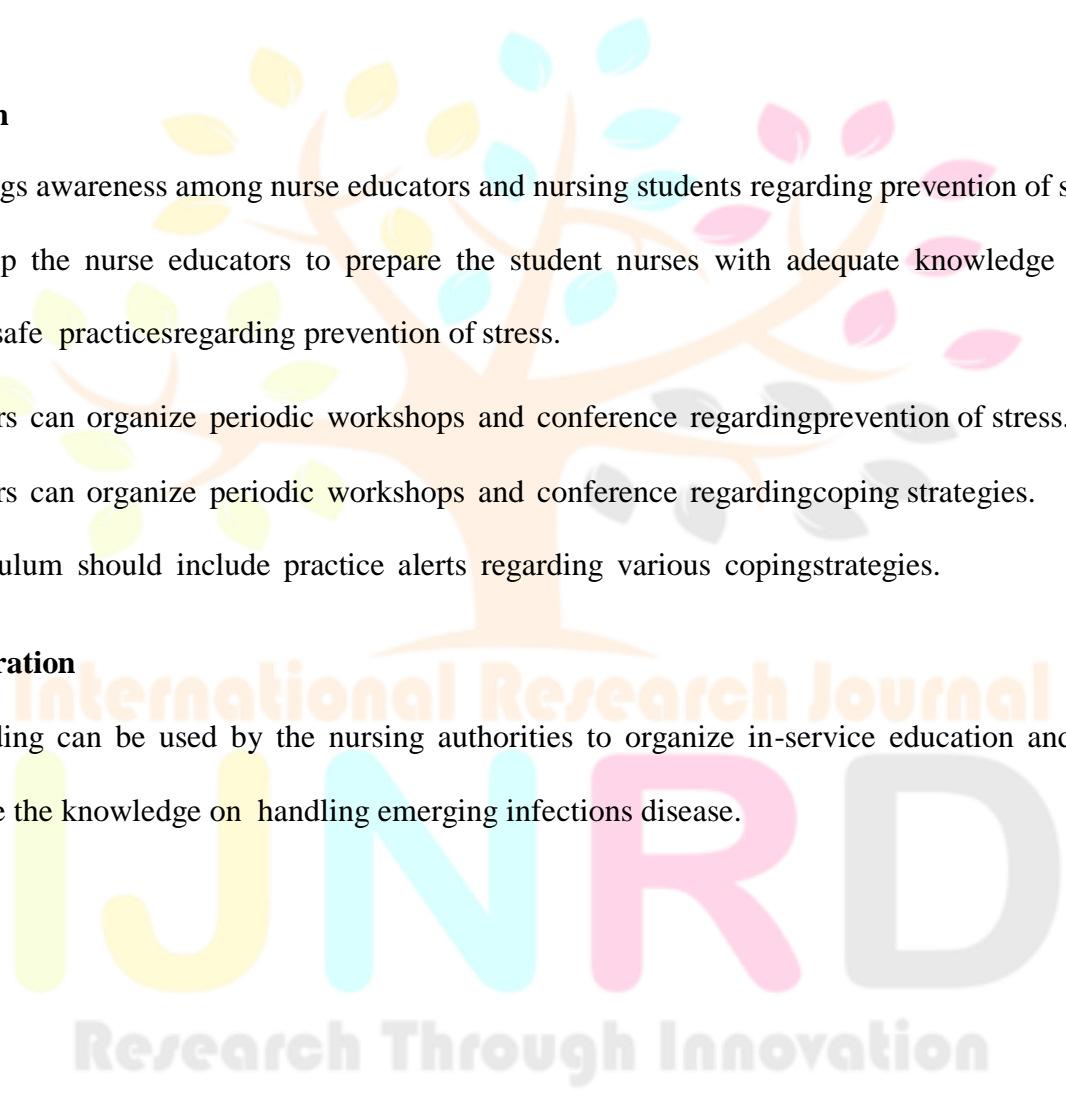 n
gs awareness among nurse educators and nursing students regarding prevention of s
p the nurse educators to prepare the student nurses with adequate knowledge
safe practicesregarding prevention of stress.
rs can organize periodic workshops and conference regardingprevention of stress.
rs can organize periodic workshops and conference regardingcoping strategies.
ulum should include practice alerts regarding various copingstrategies.
ration
International Research Journal
ling can be used by the nursing authorities to organize in-service education and
e the knowledge on handling emerging infections disease.
IJNRD
Research Through Innovation